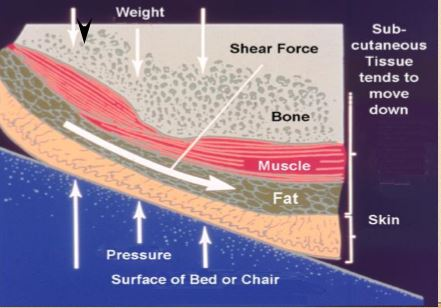 Weight
Shear Force
Bone
Muscle
Fat
Sub-
cutaneous
Tissue
tends to
move
down
Skin
Pressure
Surface of Bed or Chair